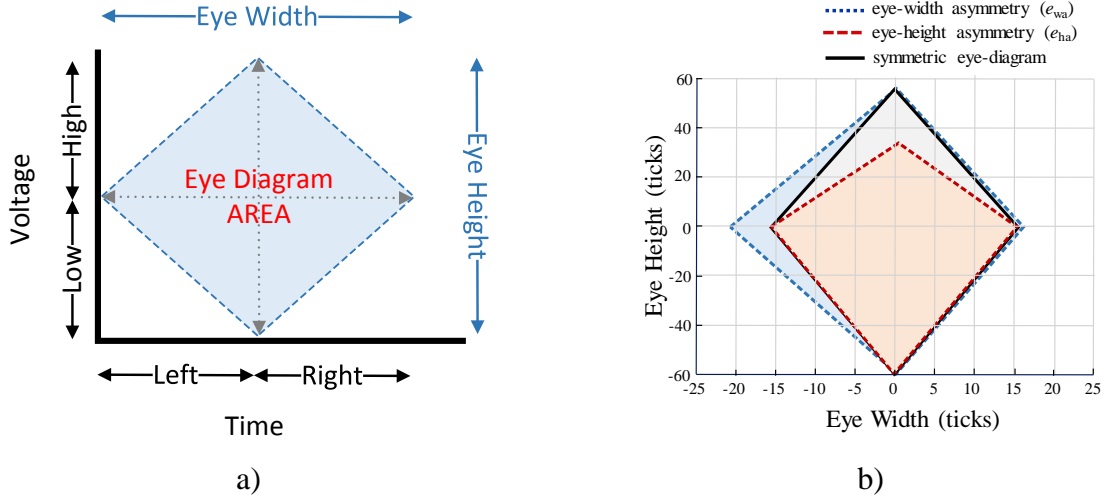 Eye Width
Voltage
High
Low
Eye Diagram
AREA
Eye Height
Left
Right
Time
a)
eye-width asymmetry (ewa)
eye-height asymmetry (eha)
symmetric eye-diagram
Eye Height (ticks)
60
40
20
0
-20
-40
-60
-25 -20 -15 -10 -5 0 5 10 15 20 25
Eye Width (ticks)
b)